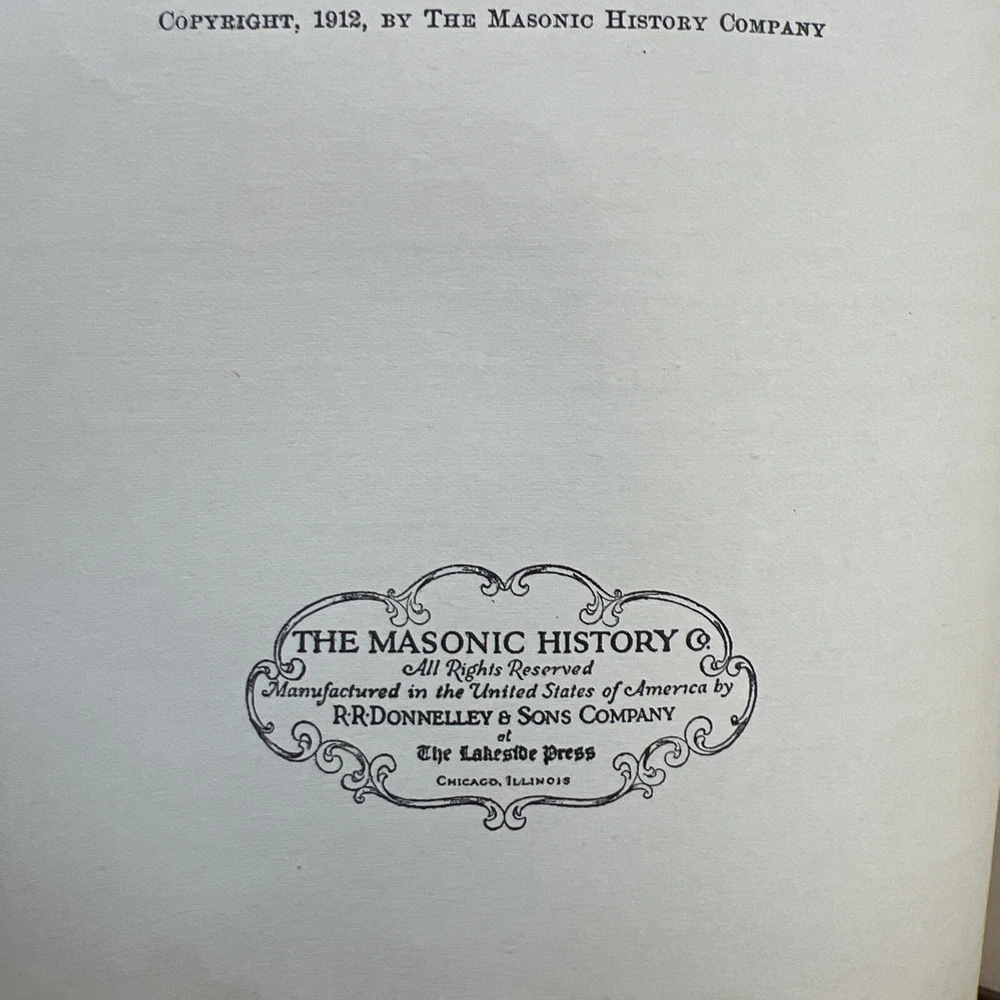 COPYRIGHT, 1912, BY THE MASONIC HISTORY COMPANY
THE MASONIC HISTORY CO.
All Rights Reserved
Manufactured in the United States of America by
R·R·DONNELLEY & SONS COMPANY
at
The Lakeside Press
CHICAGO, ILLINOIS